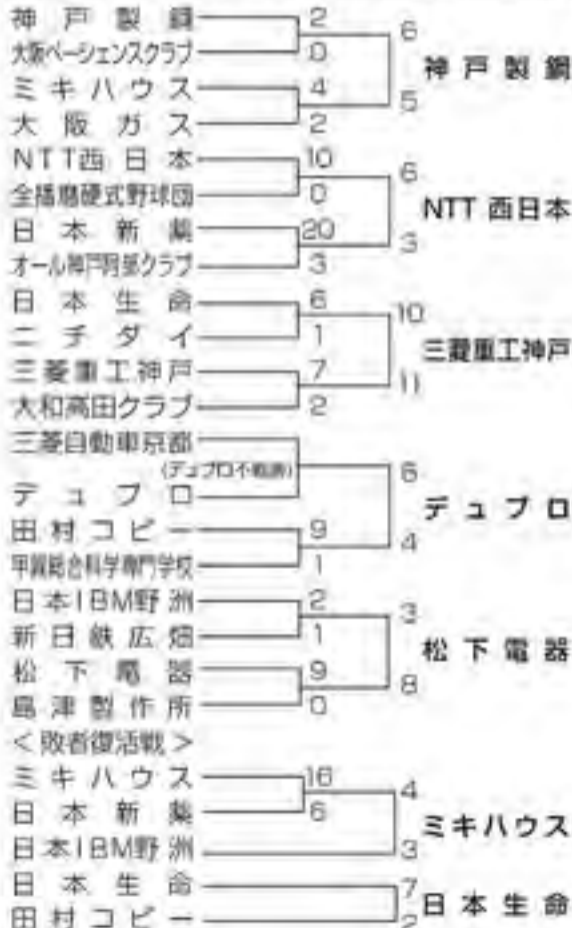 神戸製鋼 2
大阪ペーシェンスクラブ 0
6
神戸製鋼
ミキハウス 4
5
大阪ガス 2
NTT西日本 10
6
全播磨硬式野球団 0
NTT西日本
日本新薬 20
3
オール神戸阿部クラブ 3
日本生命 6
10
ニチダイ 1
三菱重工神戸
三菱重工神戸 7
11
大和高田クラブ 2
三菱自動車京都
(デュプロ不戦勝)
6
デュプロ
デュプロ
田村コピー 9
4
甲賀総合科学専門学校 1
日本IBM野洲 2
3
新日鉄広畑 1
松下電器
松下電器 9
8
島津製作所 0
<敗者復活戦>
ミキハウス 16
4
日本新薬 6
ミキハウス
日本IBM野洲 3
日本生命 7
日本生命
田村コピー 2